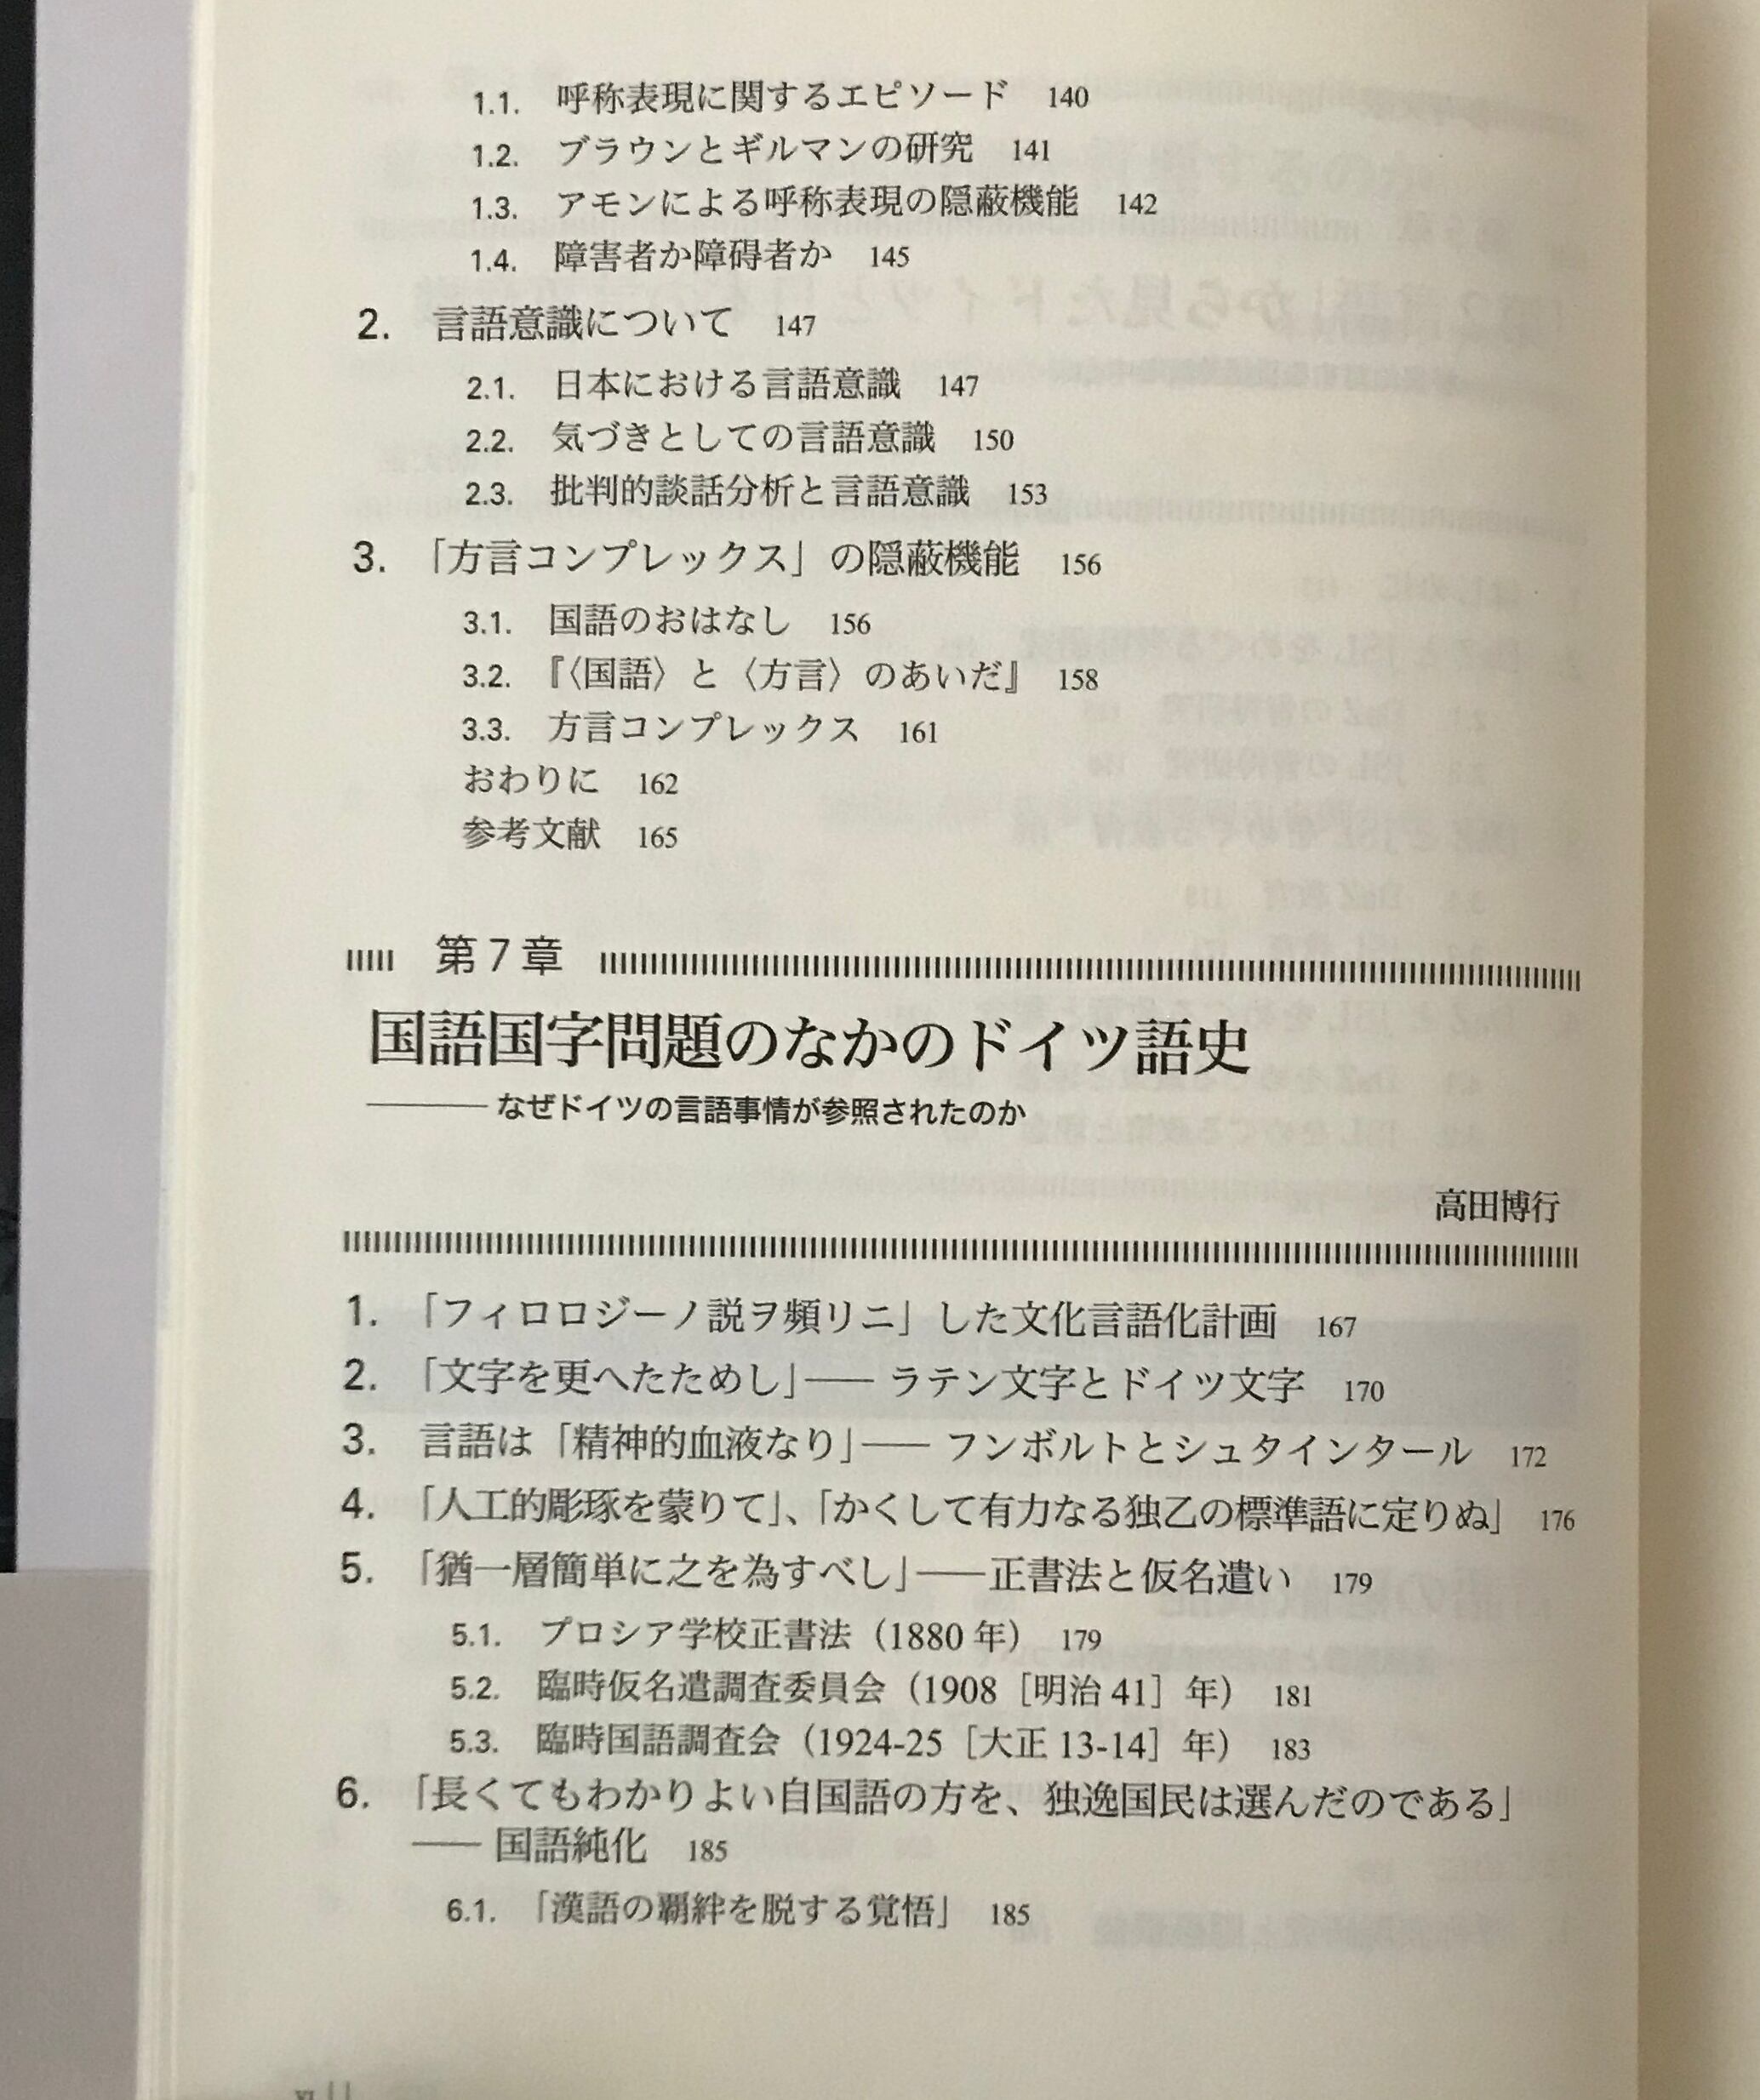 1.1. 呼称表現に関するエピソード 140
1.2. ブラウンとギルマンの研究 141
1.3. アモンによる呼称表現の隠蔽機能 142
1.4. 障害者か障碍者か 145
2. 言語意識について 147
2.1. 日本における言語意識 147
2.2. 気づきとしての言語意識 150
2.3. 批判的談話分析と言語意識 153
3. 「方言コンプレックス」の隠蔽機能 156
3.1. 国語のおはなし 156
3.2. 『〈国語〉と〈方言〉のあいだ』 158
3.3. 方言コンプレックス 161
おわりに 162
参考文献 165
第7章
国語国字問題のなかのドイツ語史
――なぜドイツの言語事情が参照されたのか
高田博行
1. 「フィロロジーノ説ヲ頻リニ」した文化言語化計画 167
2. 「文字を更へたためし」―― ラテン文字とドイツ文字 170
3. 言語は「精神的血液なり」―― フンボルトとシュタインタール 172
4. 「人工的彫琢を蒙りて」、「かくして有力なる独乙の標準語に定りぬ」 176
5. 「猶一層簡単に之を為すべし」――正書法と仮名遣い 179
5.1. プロシア学校正書法（1880 年） 179
5.2. 臨時仮名遣調査委員会（1908［明治 41］年） 181
5.3. 臨時国語調査会（1924-25［大正 13-14］年） 183
6. 「長くてもわかりよい自国語の方を、独逸国民は選んだのである」
―― 国語純化 185
6.1. 「漢語の覇絆を脱する覚悟」 185